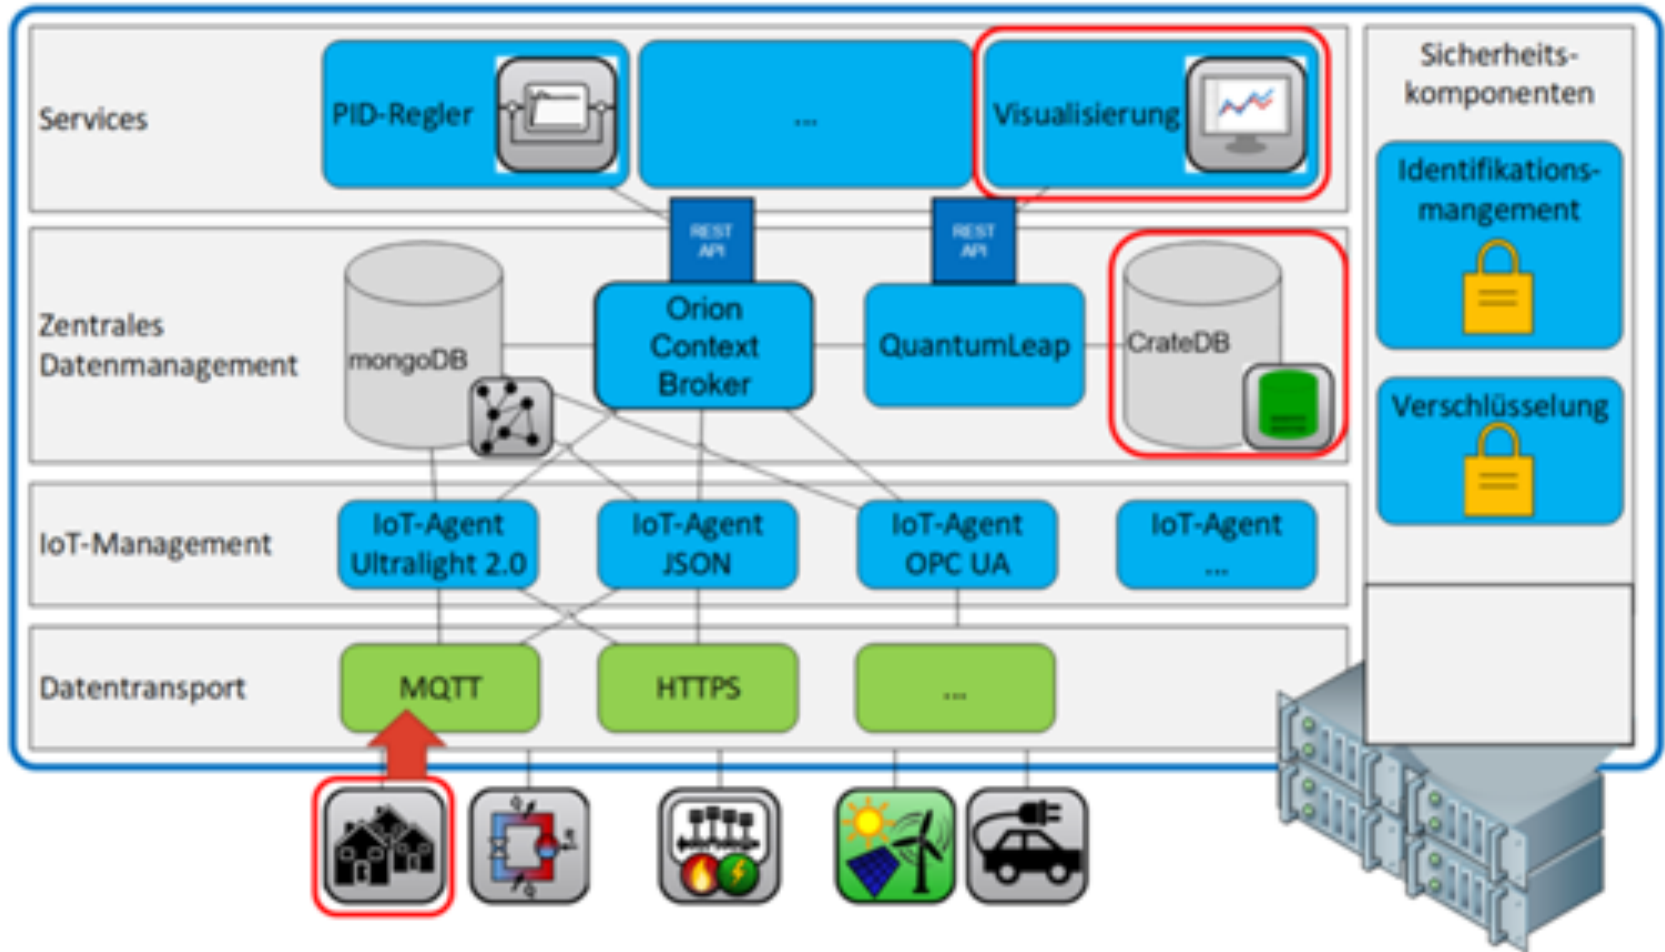 Services
PID-Regler
...
Visualisierung
REST
API
REST
API
Zentrales
Datenmanagement
mongoDB
Orion
Context
Broker
QuantumLeap
CrateDB
IoT-Management
IoT-Agent
Ultralight 2.0
IoT-Agent
JSON
IoT-Agent
OPC UA
IoT-Agent
...
Datentransport
MQTT
HTTPS
...
Sicherheits-
komponenten
Identifikations-
mangement
Verschlüsselung